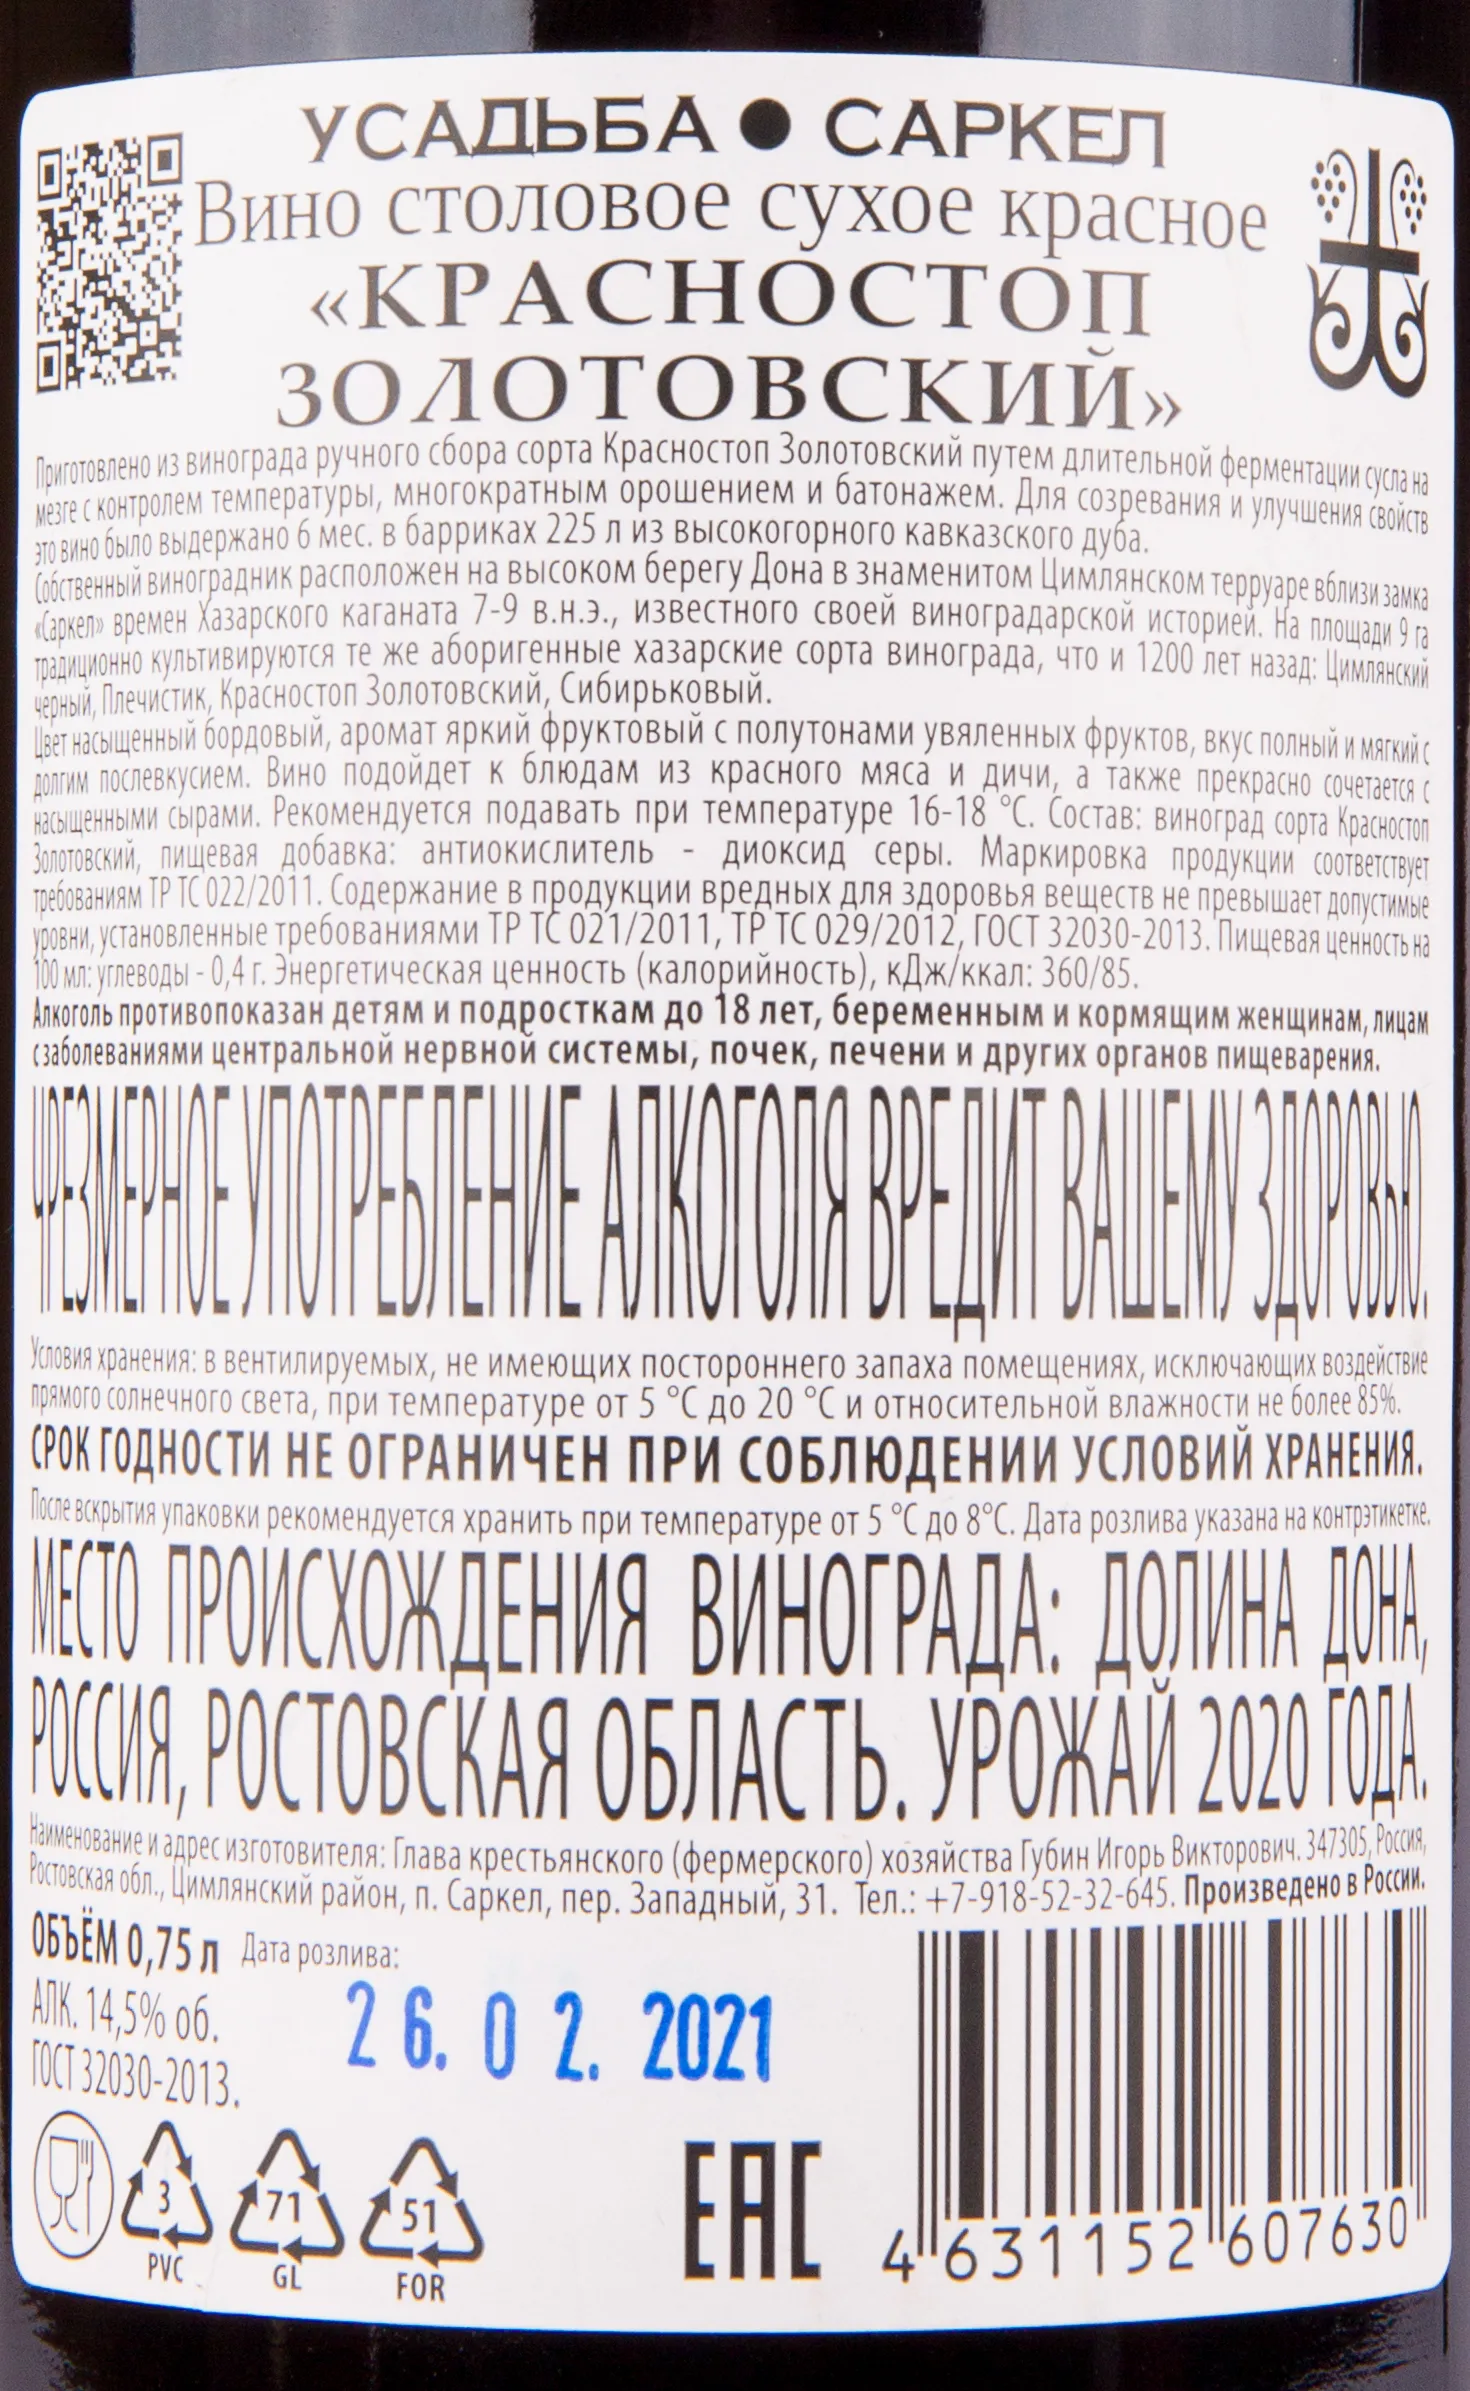 УСАДЬБА • САРКЕЛ
Вино столовое сухое красное
«КРАСНОСТОП
ЗОЛОТОВСКИЙ»
Приготовлено из винограда ручного сбора сорта Красностоп Золотовский путем длительной ферментации сусла на
мезге с контролем температуры, многократным орошением и батонажем. Для созревания и улучшения свойств
это вино было выдержано 6 мес. в барриках 225 л из высокогорного кавказского дуба.
Собственный виноградник расположен на высоком берегу Дона в знаменитом Цимлянском терруаре вблизи замка
«Саркел» времен Хазарского каганата 7-9 в.н.э., известного своей виноградарской историей. На площади 9 га
традиционно культивируются те же аборигенные хазарские сорта винограда, что и 1200 лет назад: Цимлянский
черный, Плечистик, Красностоп Золотовский, Сибирьковый.
Цвет насыщенный бордовый, аромат яркий фруктовый с полутонами увяленных фруктов, вкус полный и мягкий с
долгим послевкусием. Вино подойдет к блюдам из красного мяса и дичи, а также прекрасно сочетается с
насыщенными сырами. Рекомендуется подавать при температуре 16-18 °С. Состав: виноград сорта Красностоп
Золотовский, пищевая добавка: антиокислитель - диоксид серы. Маркировка продукции соответствует
требованиям ТР ТС 022/2011. Содержание в продукции вредных для здоровья веществ не превышает допустимые
уровни, установленные требованиями ТР ТС 021/2011, ТР ТС 029/2012, ГОСТ 32030-2013. Пищевая ценность на
100 мл: углеводы - 0,4 г. Энергетическая ценность (калорийность), кДж/ккал: 360/85.
Алкоголь противопоказан детям и подросткам до 18 лет, беременным и кормящим женщинам, лицам
с заболеваниями центральной нервной системы, почек, печени и других органов пищеварения.
ЧРЕЗМЕРНОЕ УПОТРЕБЛЕНИЕ АЛКОГОЛЯ ВРЕДИТ ВАШЕМУ ЗДОРОВЬЮ.
Условия хранения: в вентилируемых, не имеющих постороннего запаха помещениях, исключающих воздействие
прямого солнечного света, при температуре от 5 °С до 20 °С и относительной влажности не более 85%.
СРОК ГОДНОСТИ НЕ ОГРАНИЧЕН ПРИ СОБЛЮДЕНИИ УСЛОВИЙ ХРАНЕНИЯ.
После вскрытия упаковки рекомендуется хранить при температуре от 5 °С до 8°С. Дата розлива указана на контрэтикетке.
МЕСТО ПРОИСХОЖДЕНИЯ ВИНОГРАДА: ДОЛИНА ДОНА,
РОССИЯ, РОСТОВСКАЯ ОБЛАСТЬ. УРОЖАЙ 2020 ГОДА.
Наименование и адрес изготовителя: Глава крестьянского (фермерского) хозяйства Губин Игорь Викторович. 347305, Россия,
Ростовская обл., Цимлянский район, п. Саркел, пер. Западный, 31. Тел.: +7-918-52-32-645. Произведено в России.
ОБЪЁМ 0,75 л Дата розлива:
АЛК. 14,5% об.
ГОСТ 32030-2013.
26.02.2021
3
PVC
71
GL
51
FOR
ЕАС
4 631152 607630